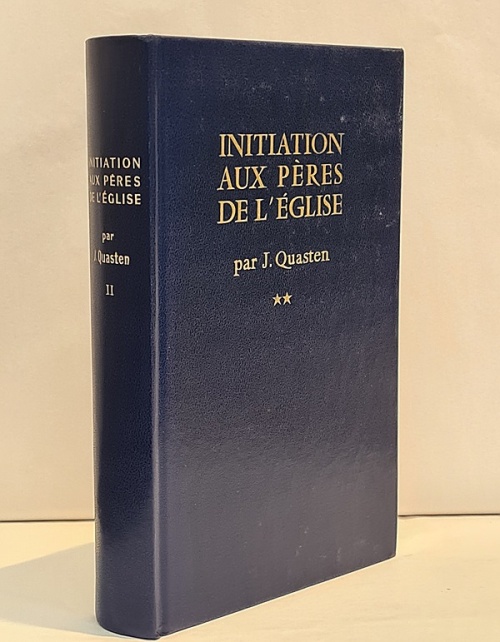 INITIATION
AUX PÈRES
DE L'ÉGLISE
par
J. Quasten
II
INITIATION
AUX PÈRES
DE L'ÉGLISE
par J. Quasten
★★